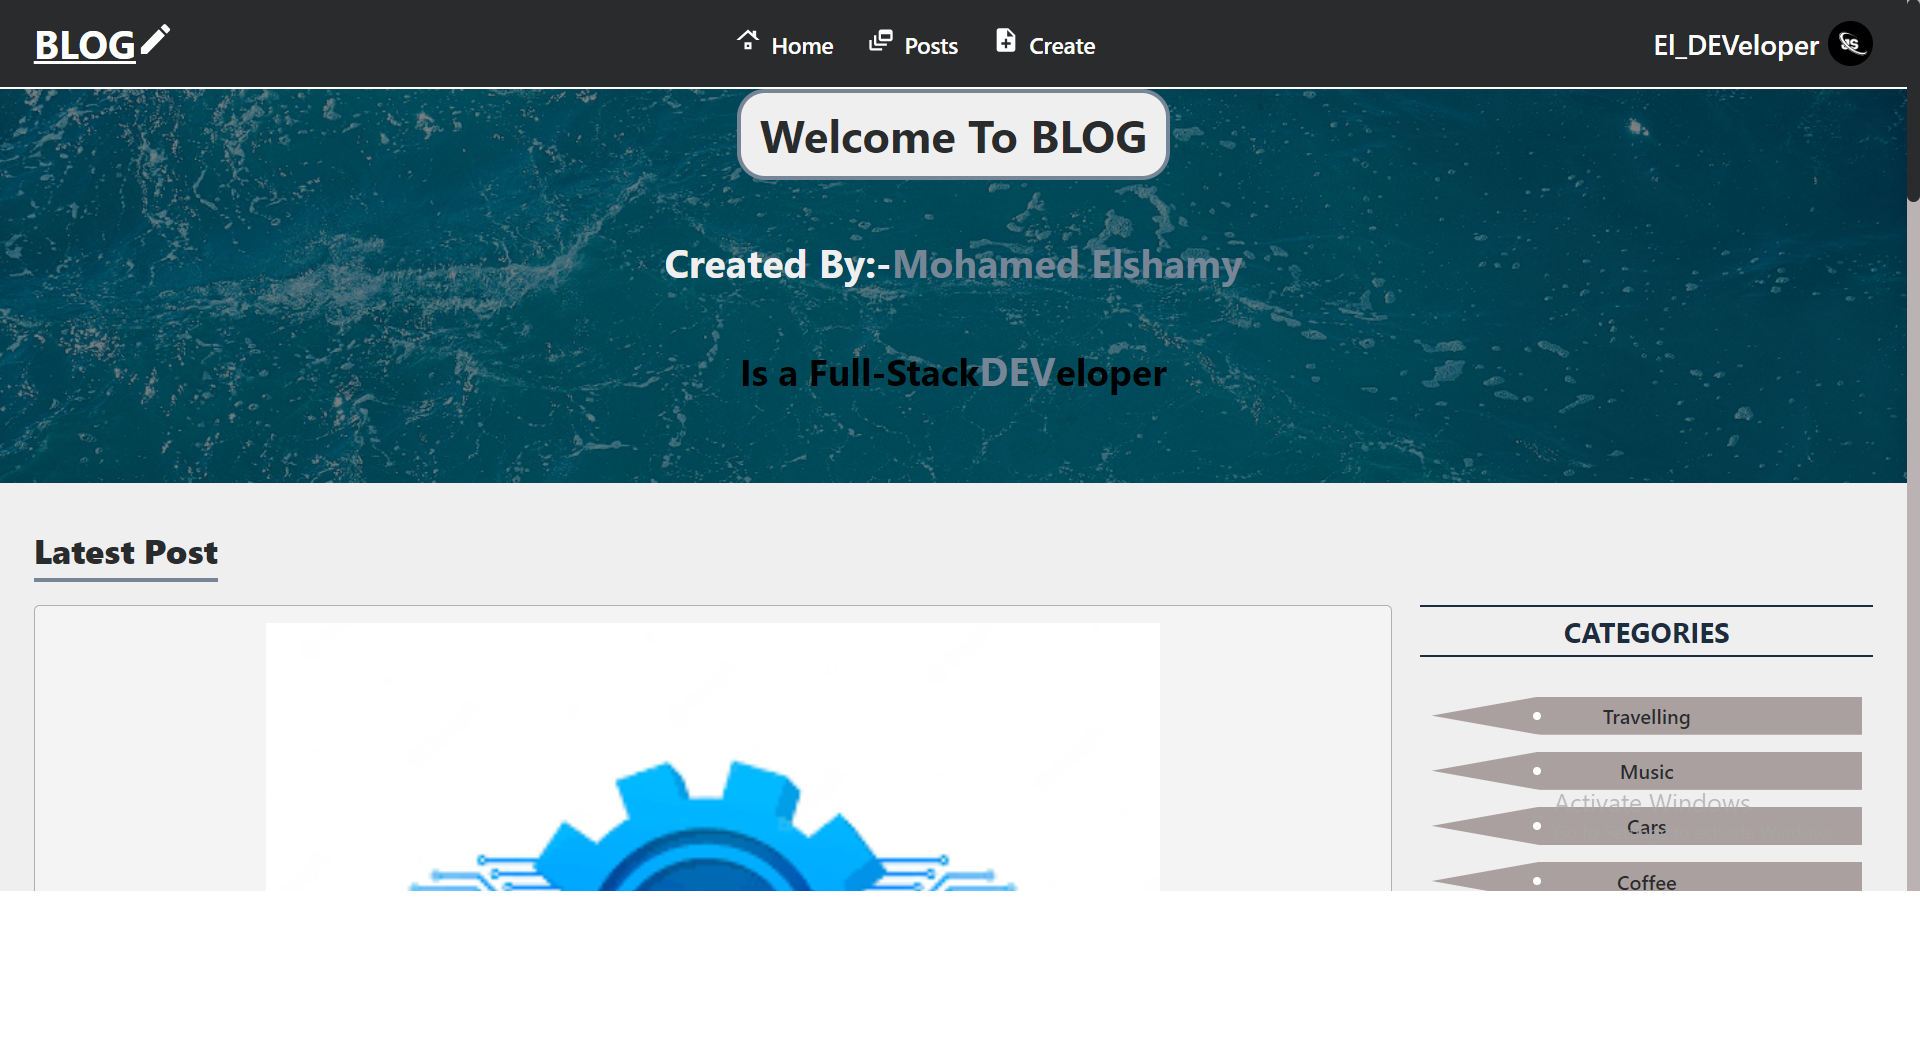 BLOG
Home
Posts
Create
El_DEVeloper
Welcome To BLOG
Created By:-Mohamed Elshamy
Is a Full-StackDEVeloper
Latest Post
CATEGORIES
Travelling
Music
Activate Windows
Cars
Coffee